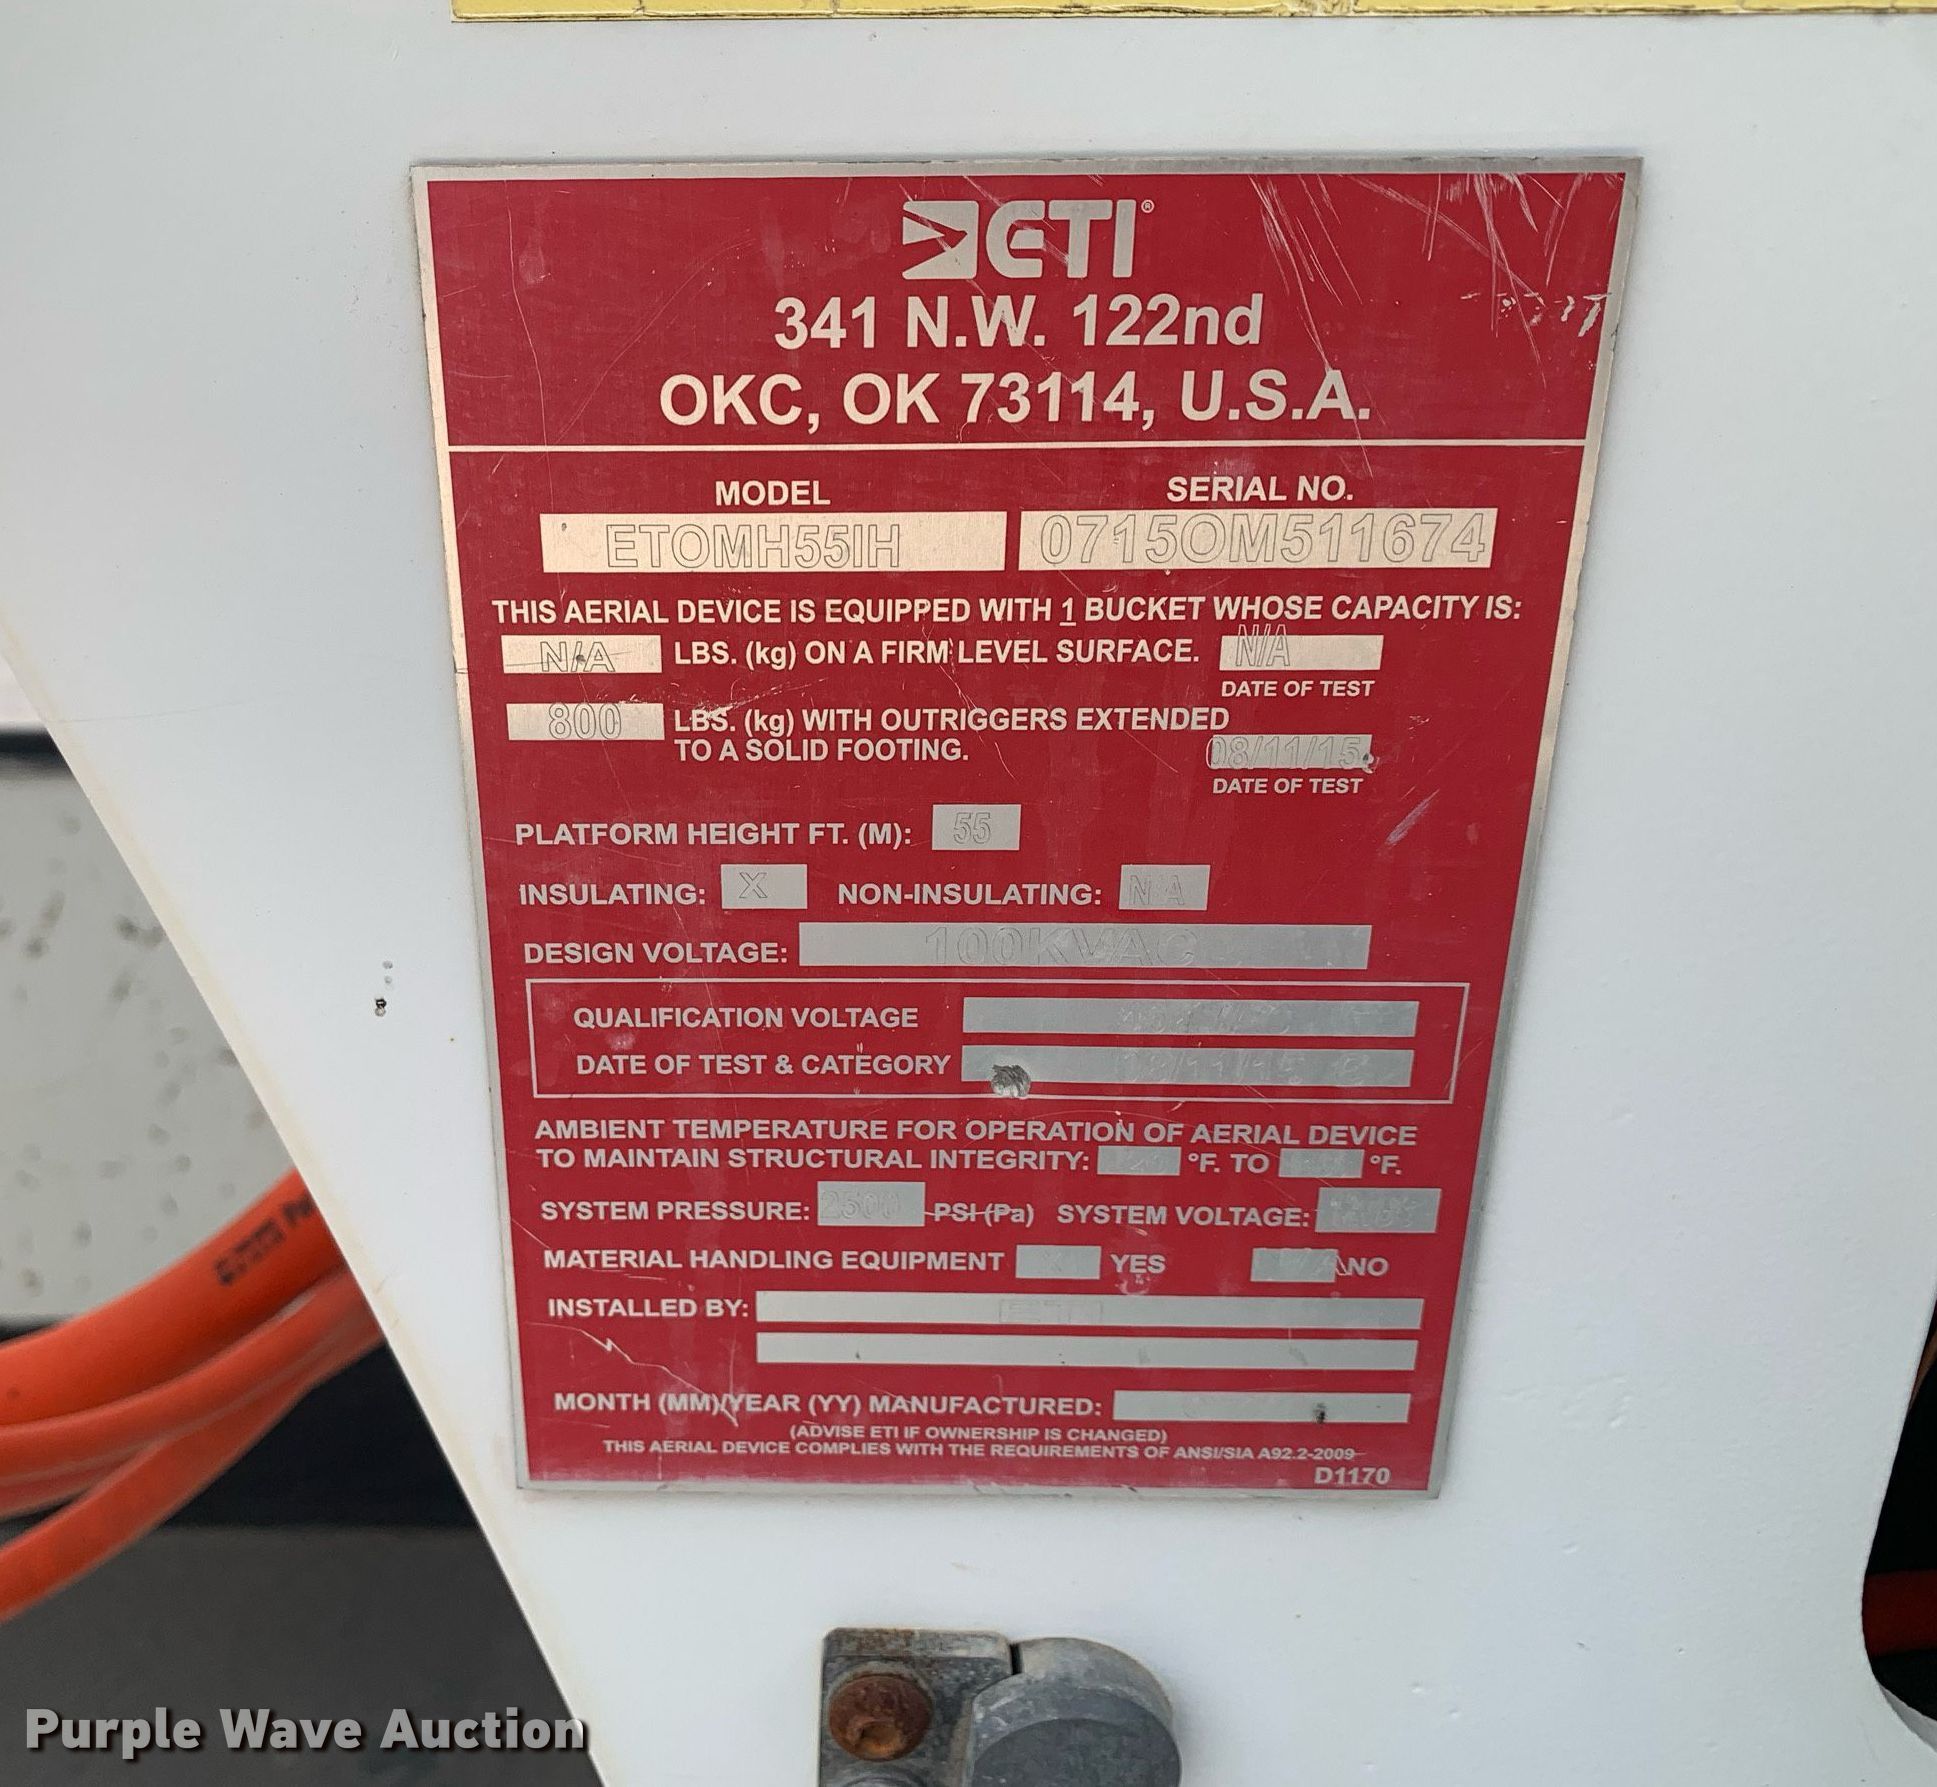 ETI®
341 N.W. 122nd
OKC, OK 73114, U.S.A.
MODEL SERIAL NO.
ETOMH55IH 0715OM511674
THIS AERIAL DEVICE IS EQUIPPED WITH 1 BUCKET WHOSE CAPACITY IS:
N/A LBS. (kg) ON A FIRM LEVEL SURFACE. N/A
DATE OF TEST
800 LBS. (kg) WITH OUTRIGGERS EXTENDED
TO A SOLID FOOTING. 08/11/15
DATE OF TEST
PLATFORM HEIGHT FT. (M): 55
INSULATING: X NON-INSULATING: N/A
DESIGN VOLTAGE: 100KVAC
QUALIFICATION VOLTAGE
DATE OF TEST & CATEGORY 08/11/15
AMBIENT TEMPERATURE FOR OPERATION OF AERIAL DEVICE
TO MAINTAIN STRUCTURAL INTEGRITY: °F. TO °F.
SYSTEM PRESSURE: 2500 PSI (Pa) SYSTEM VOLTAGE:
MATERIAL HANDLING EQUIPMENT YES NO
INSTALLED BY:
MONTH (MM)/YEAR (YY) MANUFACTURED:
(ADVISE ETI IF OWNERSHIP IS CHANGED)
THIS AERIAL DEVICE COMPLIES WITH THE REQUIREMENTS OF ANSI/SIA A92.2-2009
D1170
Purple Wave Auction